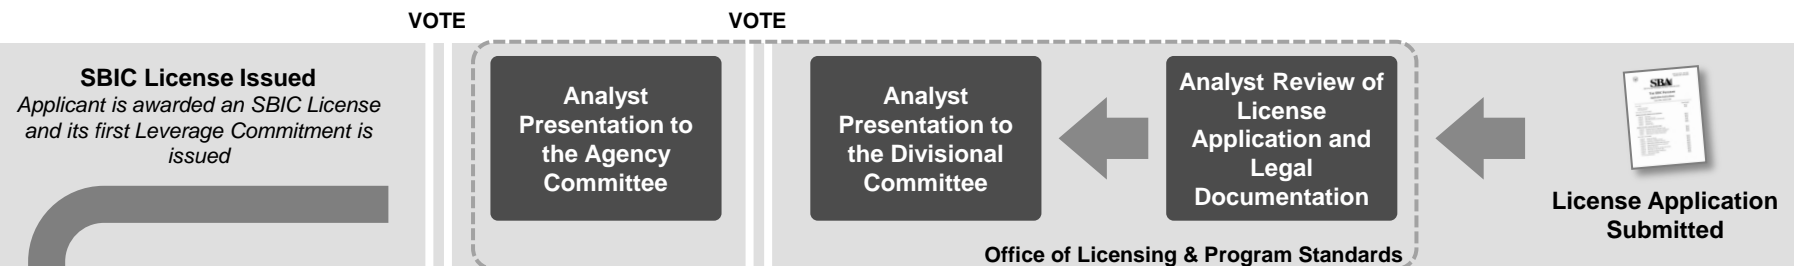 VOTE
VOTE
SBIC License Issued
Applicant is awarded an SBIC License
and its first Leverage Commitment is
issued
Analyst
Presentation to
the Agency
Committee
Analyst
Presentation to
the Divisional
Committee
Analyst Review of
License
Application and
Legal
Documentation
SBA
License Application
Submitted
Office of Licensing & Program Standards